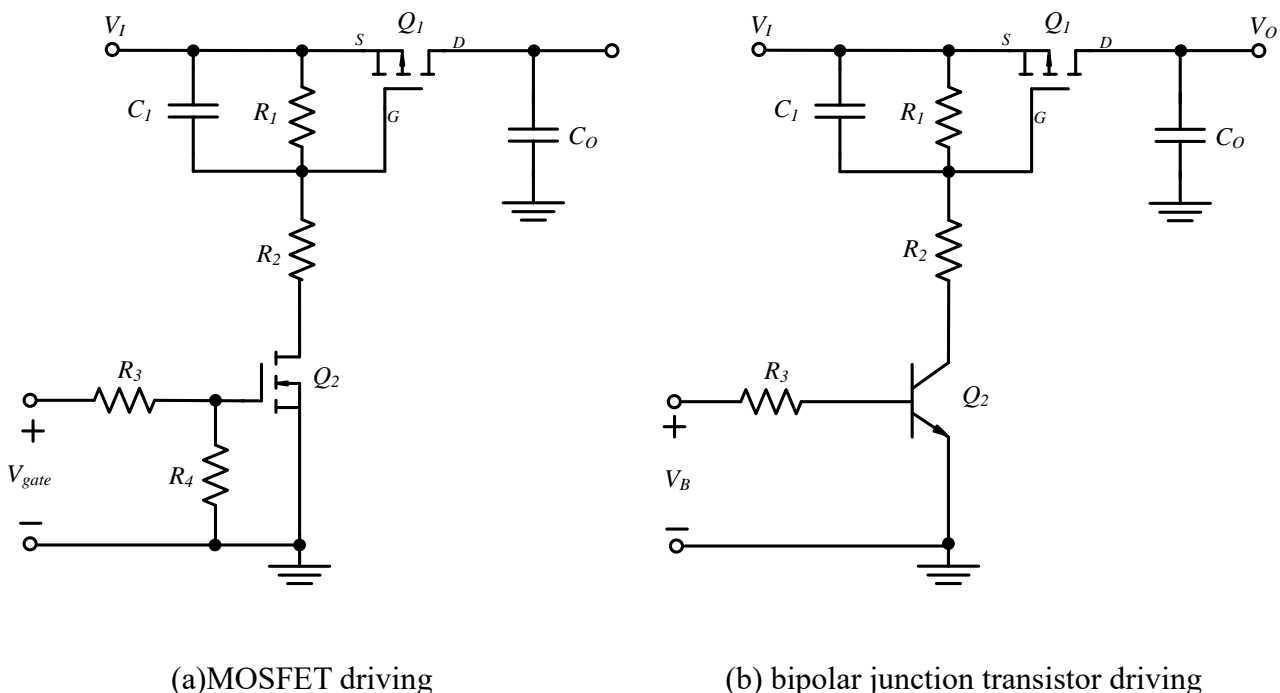 V_I
Q_1
S
D
C_1
R_1
G
C_O
R_2
R_3
Q_2
+
V_gate
R_4
−
V_I
Q_1
V_O
S
D
C_1
R_1
G
C_O
R_2
R_3
Q_2
+
V_B
−
(a)MOSFET driving
(b) bipolar junction transistor driving